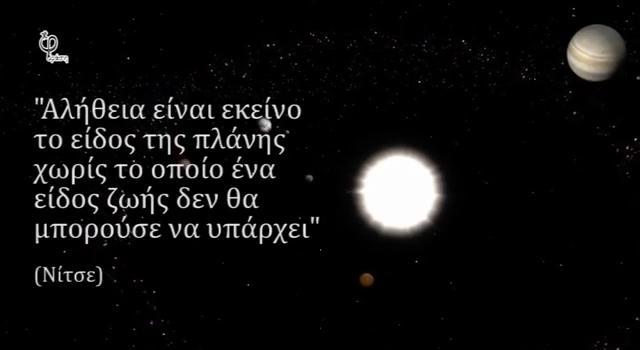 "Αλήθεια είναι εκείνο
το είδος της πλάνης
χωρίς το οποίο ένα
είδος ζωής δεν θα
μπορούσε να υπάρχει"
(Νίτσε)